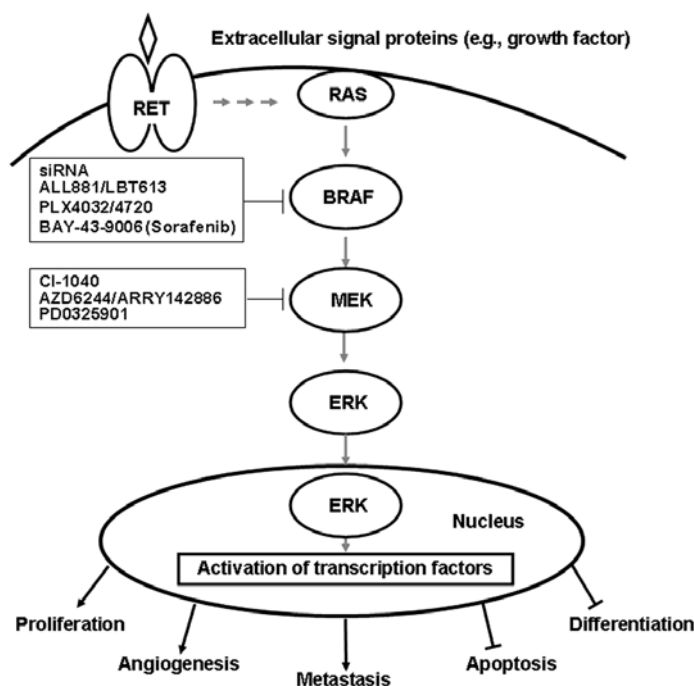 Extracellular signal proteins (e.g., growth factor)
RET
RAS
siRNA
ALL881/LBT613
PLX4032/4720
BAY-43-9006 (Sorafenib)
BRAF
CI-1040
AZD6244/ARRY142886
PD0325901
MEK
ERK
ERK
Nucleus
Activation of transcription factors
Proliferation
Differentiation
Angiogenesis
Apoptosis
Metastasis